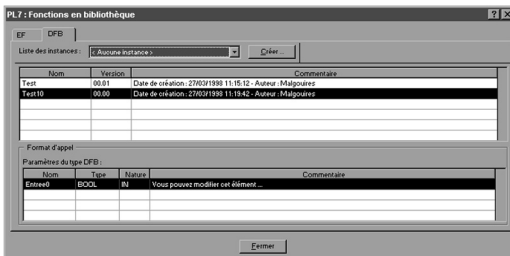 PL7 : Fonctions en bibliothèque
EF DFB
Liste des instances : < Aucune instance > Créer...
Nom Version Commentaire
Test 00.01 Date de création : 27/03/1998 11:15:12 - Auteur : Malgouires
Test10 00.00 Date de création : 27/03/1998 11:19:42 - Auteur : Malgouires
Format d'appel
Paramètres du type DFB :
Nom Type Nature Commentaire
Entree0 BOOL IN Vous pouvez modifier cet élément ...
Fermer